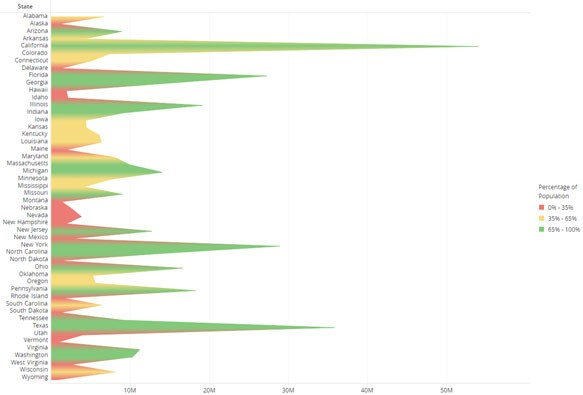 State
Alabama
Alaska
Arizona
Arkansas
California
Colorado
Connecticut
Delaware
Florida
Georgia
Hawaii
Idaho
Illinois
Indiana
Iowa
Kansas
Kentucky
Louisiana
Maine
Maryland
Massachusetts
Michigan
Minnesota
Mississippi
Missouri
Montana
Nebraska
Nevada
New Hampshire
New Jersey
New Mexico
New York
North Carolina
North Dakota
Ohio
Oklahoma
Oregon
Pennsylvania
Rhode Island
South Carolina
South Dakota
Tennessee
Texas
Utah
Vermont
Virginia
Washington
West Virginia
Wisconsin
Wyoming
10M 20M 30M 40M 50M
Percentage of
Population
0% - 35%
35% - 65%
65% - 100%